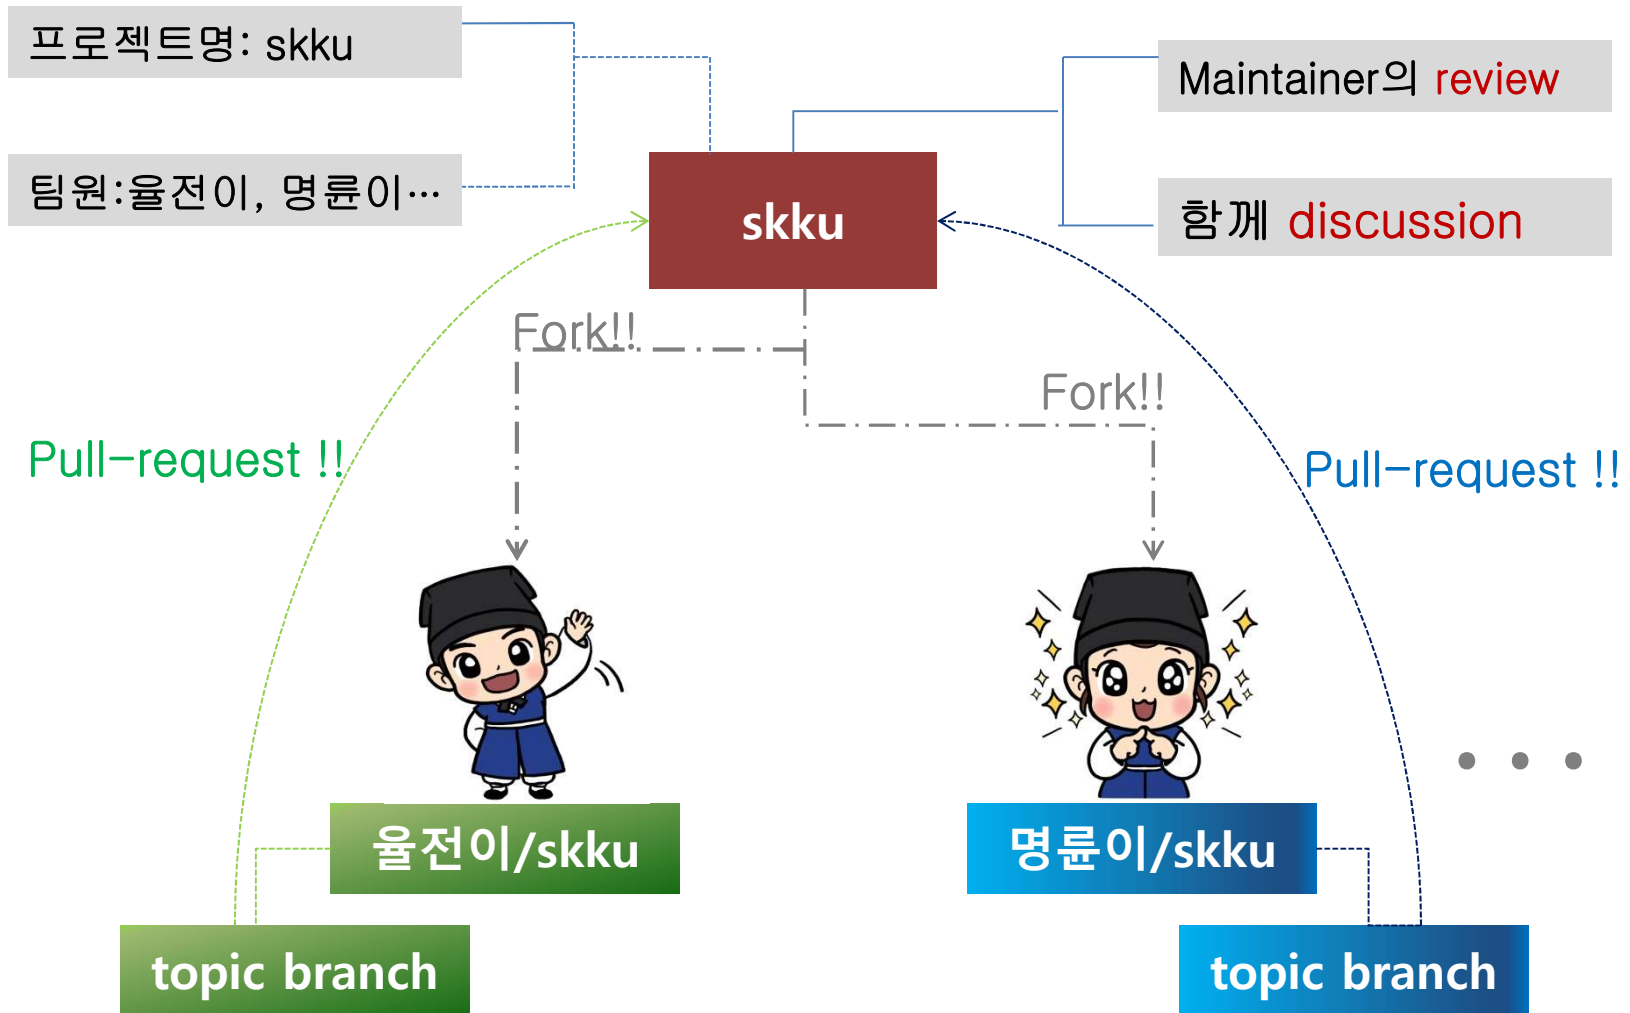 프로젝트명: skku
Maintainer의 review
팀원:율전이, 명륜이…
skku
함께 discussion
Fork!!
Fork!!
Pull-request !!
Pull-request !!
율전이/skku
명륜이/skku
topic branch
topic branch